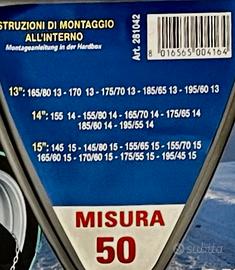 STRUZIONI DI MONTAGGIO
ALL'INTERNO
Montageanleitung in der Hardbox
Art. 281042
8 016565 004164
13": 165/80 13 - 170 13 - 175/70 13 - 185/65 13 - 195/60 13
14": 155 14 - 155/80 14 - 165/70 14 - 175/65 14
185/60 14 - 195/55 14
15": 145 15 - 145/80 15 - 155/65 15 - 155/70 15
165/60 15 - 170/60 15 - 175/55 15 - 195/45 15
MISURA
50
subito